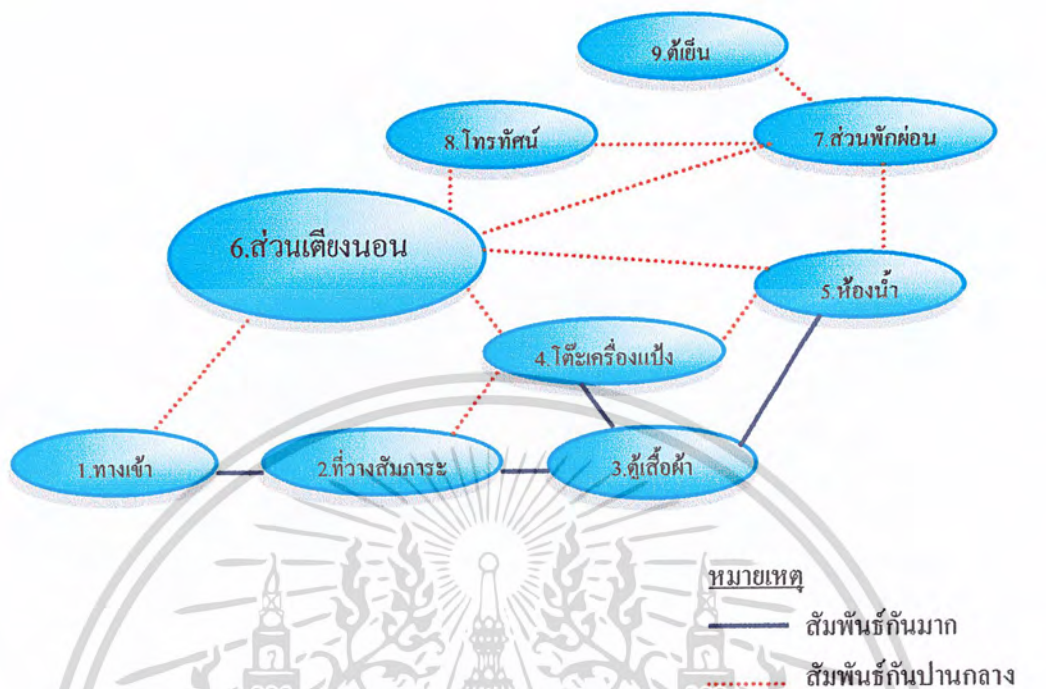 9.ตู้เย็น
8.โทรทัศน์
7.ส่วนพักผ่อน
6.ส่วนเตียงนอน
5.ห้องน้ำ
4.โต๊ะเครื่องแป้ง
1.ทางเข้า
2.ที่วางสัมภาระ
3.ตู้เสื้อผ้า
หมายเหตุ
สัมพันธ์กันมาก
สัมพันธ์กันปานกลาง